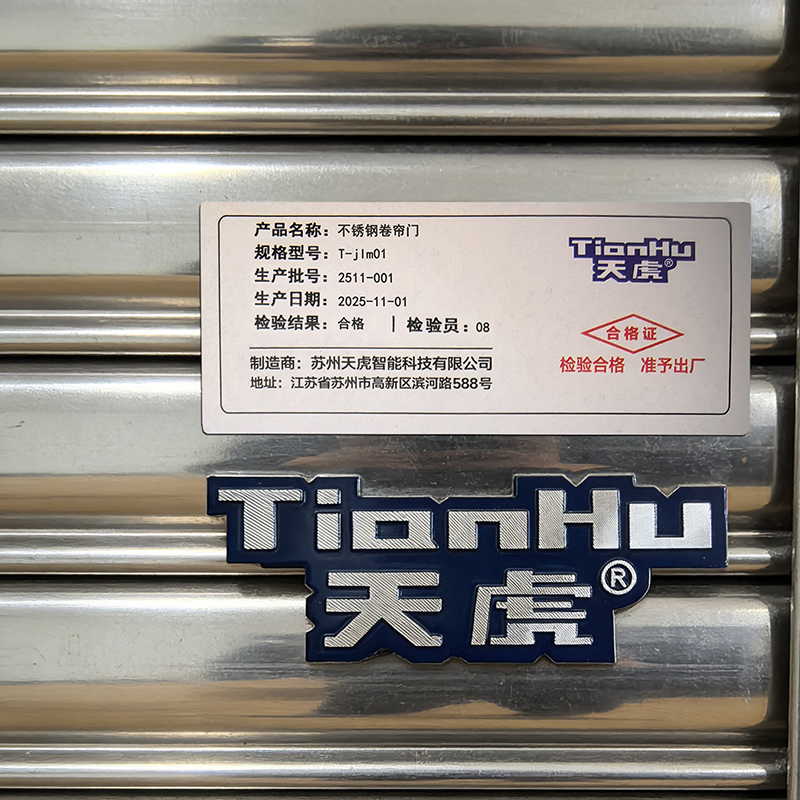 产品名称：不锈钢卷帘门
规格型号：T-jlm01
生产批号：2511-001
生产日期：2025-11-01
检验结果：合格 | 检验员：08
制造商：苏州天虎智能科技有限公司
地址：江苏省苏州市高新区滨河路588号
TianHu
天虎®
合格证
检验合格 准予出厂
TianHu
天虎®